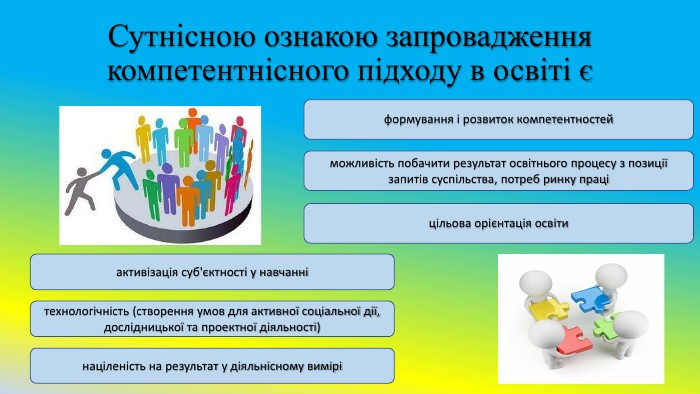 Сутнісною ознакою запровадження
компетентнісного підходу в освіті є
формування і розвиток компетентностей
можливість побачити результат освітнього процесу з позиції
запитів суспільства, потреб ринку праці
цільова орієнтація освіти
активізація суб'єктності у навчанні
технологічність (створення умов для активної соціальної дії,
дослідницької та проектної діяльності)
націленість на результат у діяльнісному вимірі